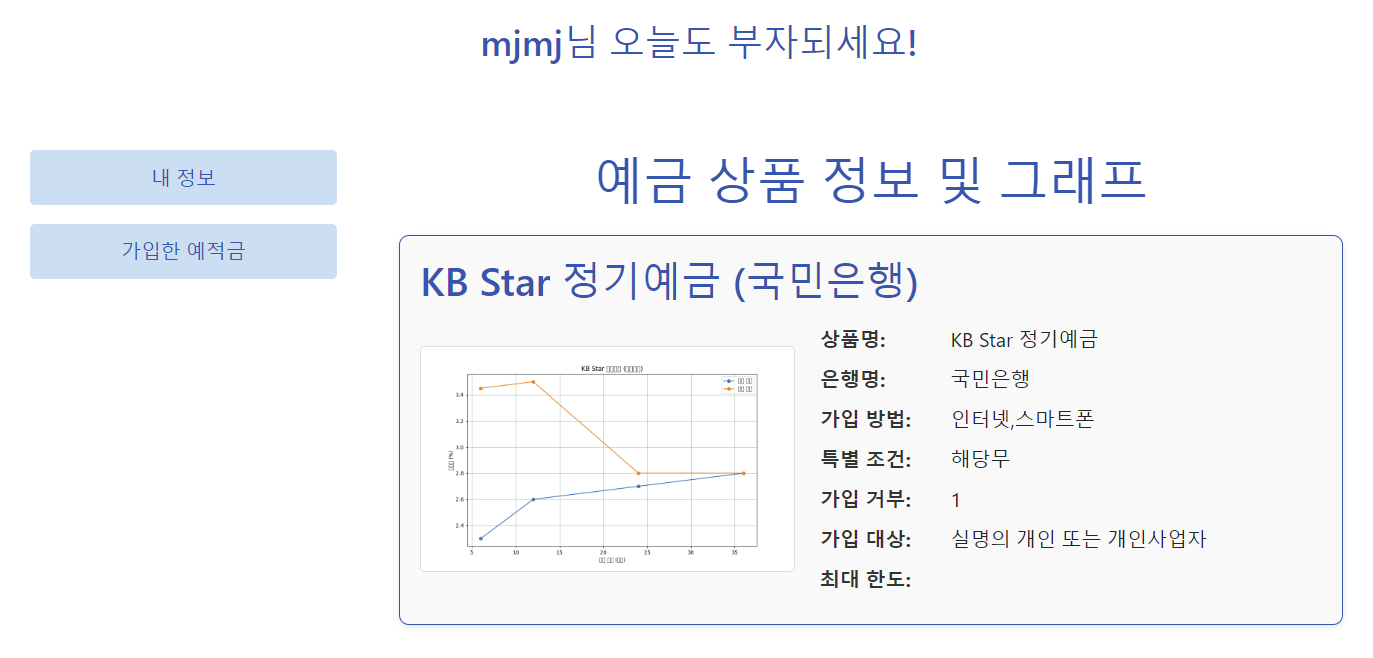 mjmj님 오늘도 부자되세요!
내 정보
가입한 예적금
예금 상품 정보 및 그래프
KB Star 정기예금 (국민은행)
KB Star □□□□ (□□□□)
3.4
3.2
3.0
2.8
2.6
2.4
5 10 15 20 25 30 35
상품명: KB Star 정기예금
은행명: 국민은행
가입 방법: 인터넷,스마트폰
특별 조건: 해당무
가입 거부: 1
가입 대상: 실명의 개인 또는 개인사업자
최대 한도: